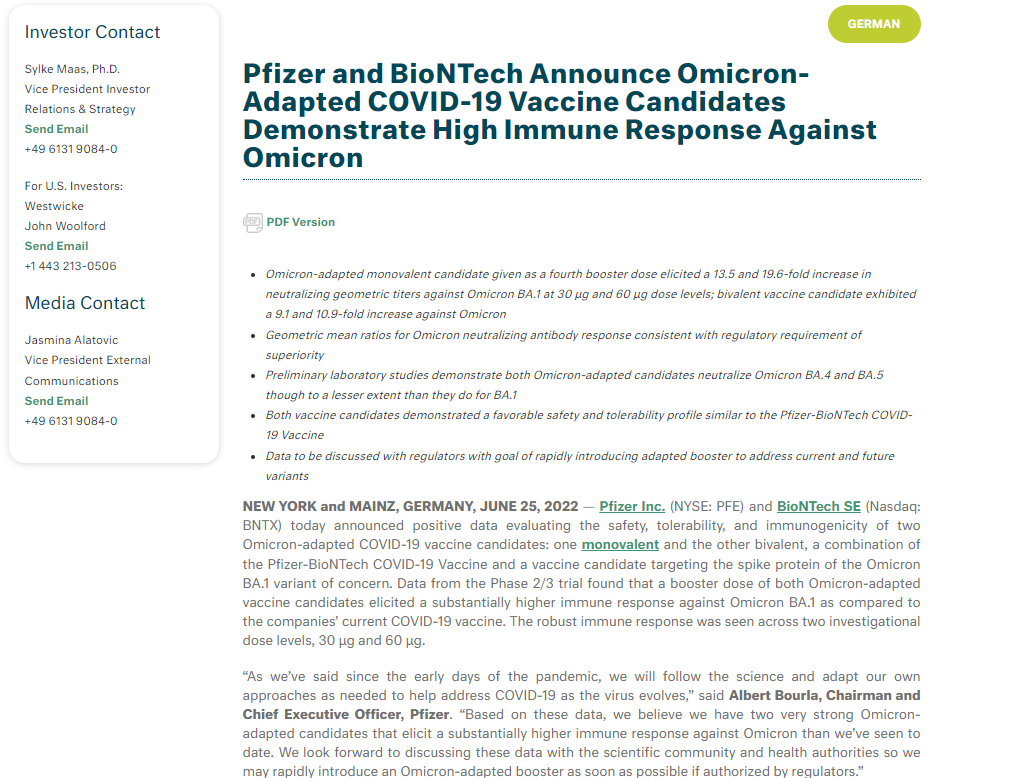 Investor Contact
Sylke Maas, Ph.D.
Vice President Investor
Relations & Strategy
Send Email
+49 6131 9084-0
For U.S. Investors:
Westwicke
John Woolford
Send Email
+1 443 213-0506
Media Contact
Jasmina Alatovic
Vice President External
Communications
Send Email
+49 6131 9084-0
GERMAN
Pfizer and BioNTech Announce Omicron-
Adapted COVID-19 Vaccine Candidates
Demonstrate High Immune Response Against
Omicron
PDF
PDF Version
• Omicron-adapted monovalent candidate given as a fourth booster dose elicited a 13.5 and 19.6-fold increase in
neutralizing geometric titers against Omicron BA.1 at 30 µg and 60 µg dose levels; bivalent vaccine candidate exhibited
a 9.1 and 10.9-fold increase against Omicron
• Geometric mean ratios for Omicron neutralizing antibody response consistent with regulatory requirement of
superiority
• Preliminary laboratory studies demonstrate both Omicron-adapted candidates neutralize Omicron BA.4 and BA.5
though to a lesser extent than they do for BA.1
• Both vaccine candidates demonstrated a favorable safety and tolerability profile similar to the Pfizer-BioNTech COVID-
19 Vaccine
• Data to be discussed with regulators with goal of rapidly introducing adapted booster to address current and future
variants
NEW YORK and MAINZ, GERMANY, JUNE 25, 2022 — Pfizer Inc. (NYSE: PFE) and BioNTech SE (Nasdaq:
BNTX) today announced positive data evaluating the safety, tolerability, and immunogenicity of two
Omicron-adapted COVID-19 vaccine candidates: one monovalent and the other bivalent, a combination of
the Pfizer-BioNTech COVID-19 Vaccine and a vaccine candidate targeting the spike protein of the Omicron
BA.1 variant of concern. Data from the Phase 2/3 trial found that a booster dose of both Omicron-adapted
vaccine candidates elicited a substantially higher immune response against Omicron BA.1 as compared to
the companies’ current COVID-19 vaccine. The robust immune response was seen across two investigational
dose levels, 30 µg and 60 µg.
“As we’ve said since the early days of the pandemic, we will follow the science and adapt our own
approaches as needed to help address COVID-19 as the virus evolves,” said Albert Bourla, Chairman and
Chief Executive Officer, Pfizer. “Based on these data, we believe we have two very strong Omicron-
adapted candidates that elicit a substantially higher immune response against Omicron than we’ve seen to
date. We look forward to discussing these data with the scientific community and health authorities so we
may rapidly introduce an Omicron-adapted booster as soon as possible if authorized by regulators.”